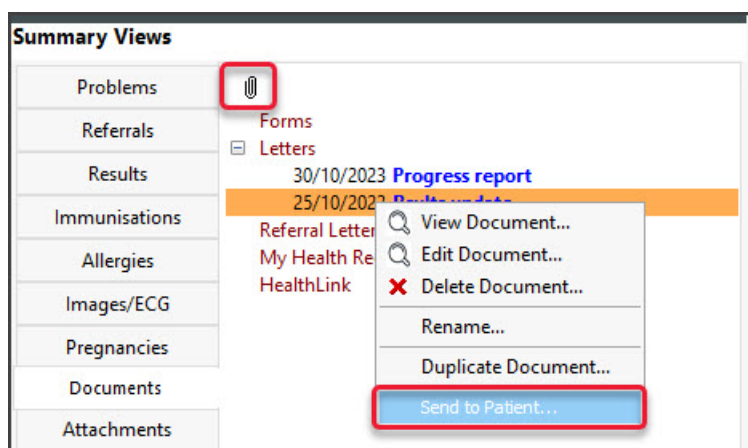 Summary Views
Problems
Referrals
Results
Immunisations
Allergies
Images/ECG
Pregnancies
Documents
Attachments
Forms
Letters
30/10/2023 Progress report
25/10/2023
Referral Letter
My Health Re
HealthLink
View Document...
Edit Document...
Delete Document...
Rename...
Duplicate Document...
Send to Patient...